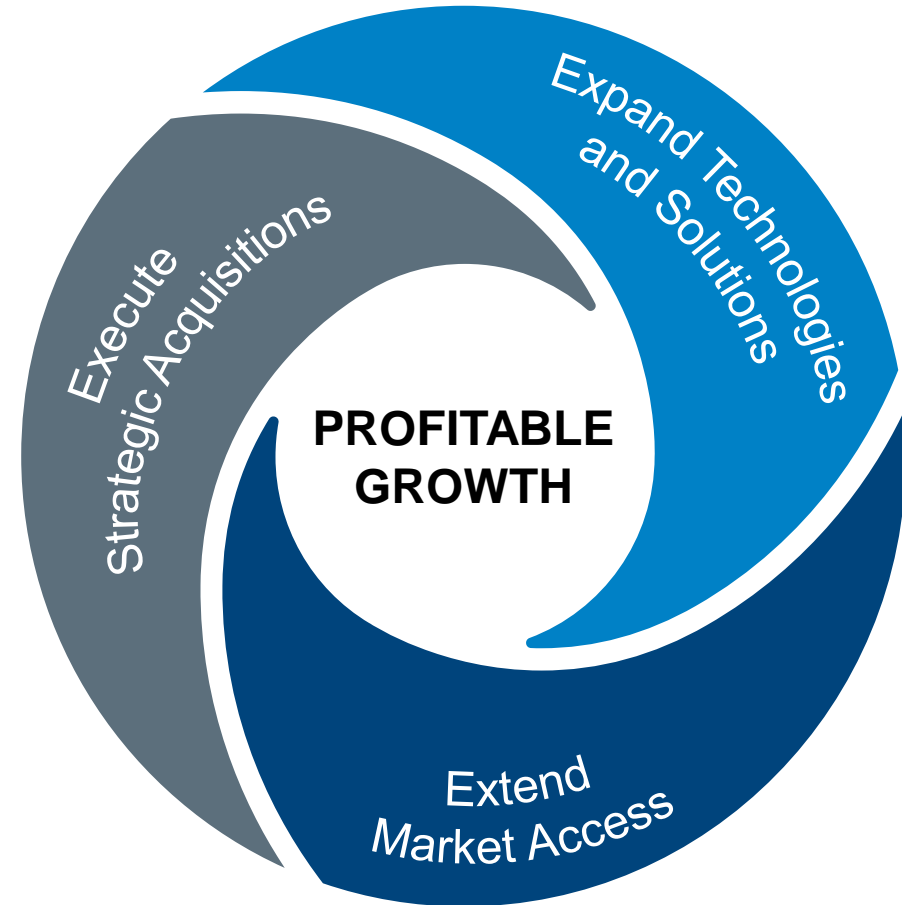 Expand Technologies
and Solutions
Execute
Strategic Acquisitions
PROFITABLE
GROWTH
Extend
Market Access